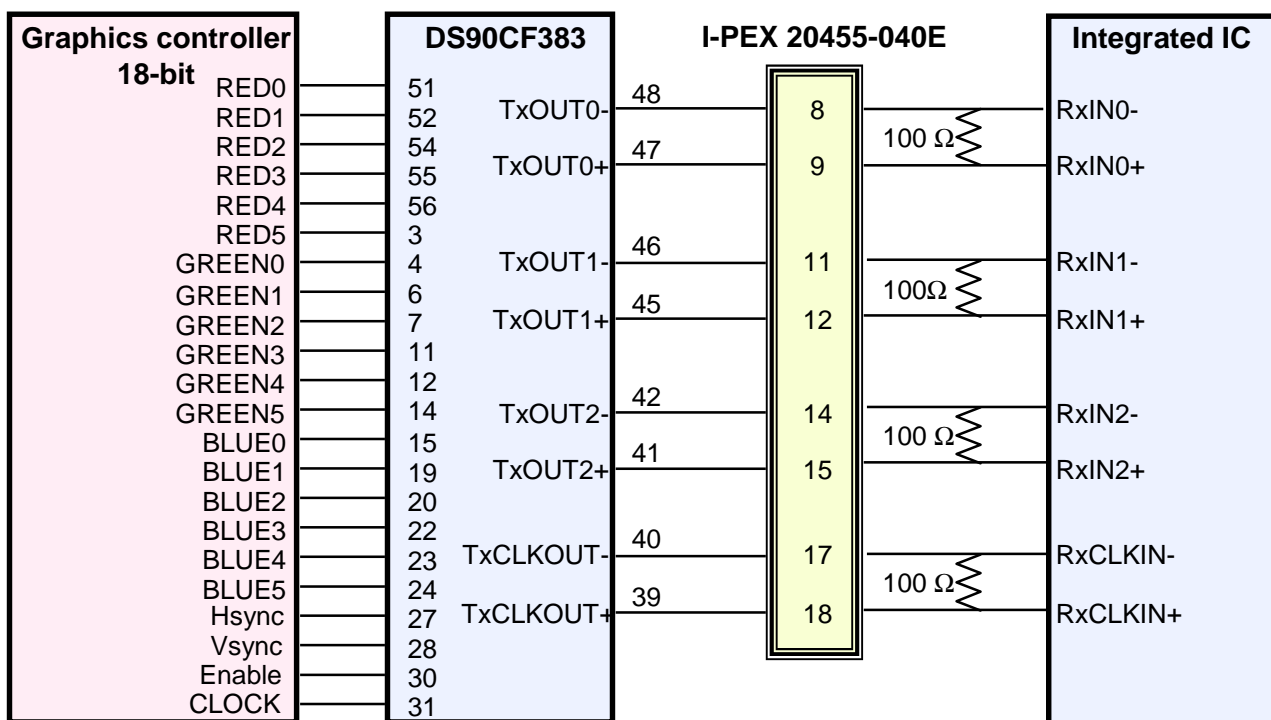 Graphics controller
18-bit
RED0
RED1
RED2
RED3
RED4
RED5
GREEN0
GREEN1
GREEN2
GREEN3
GREEN4
GREEN5
BLUE0
BLUE1
BLUE2
BLUE3
BLUE4
BLUE5
Hsync
Vsync
Enable
CLOCK
DS90CF383
51
52
54
55
56
3
4
6
7
11
12
14
15
19
20
22
23
24
27
28
30
31
TxOUT0-
TxOUT0+
TxOUT1-
TxOUT1+
TxOUT2-
TxOUT2+
TxCLKOUT-
TxCLKOUT+
48
47
46
45
42
41
40
39
I-PEX 20455-040E
8
9
11
12
14
15
17
18
100 Ω
100Ω
100 Ω
100 Ω
Integrated IC
RxIN0-
RxIN0+
RxIN1-
RxIN1+
RxIN2-
RxIN2+
RxCLKIN-
RxCLKIN+